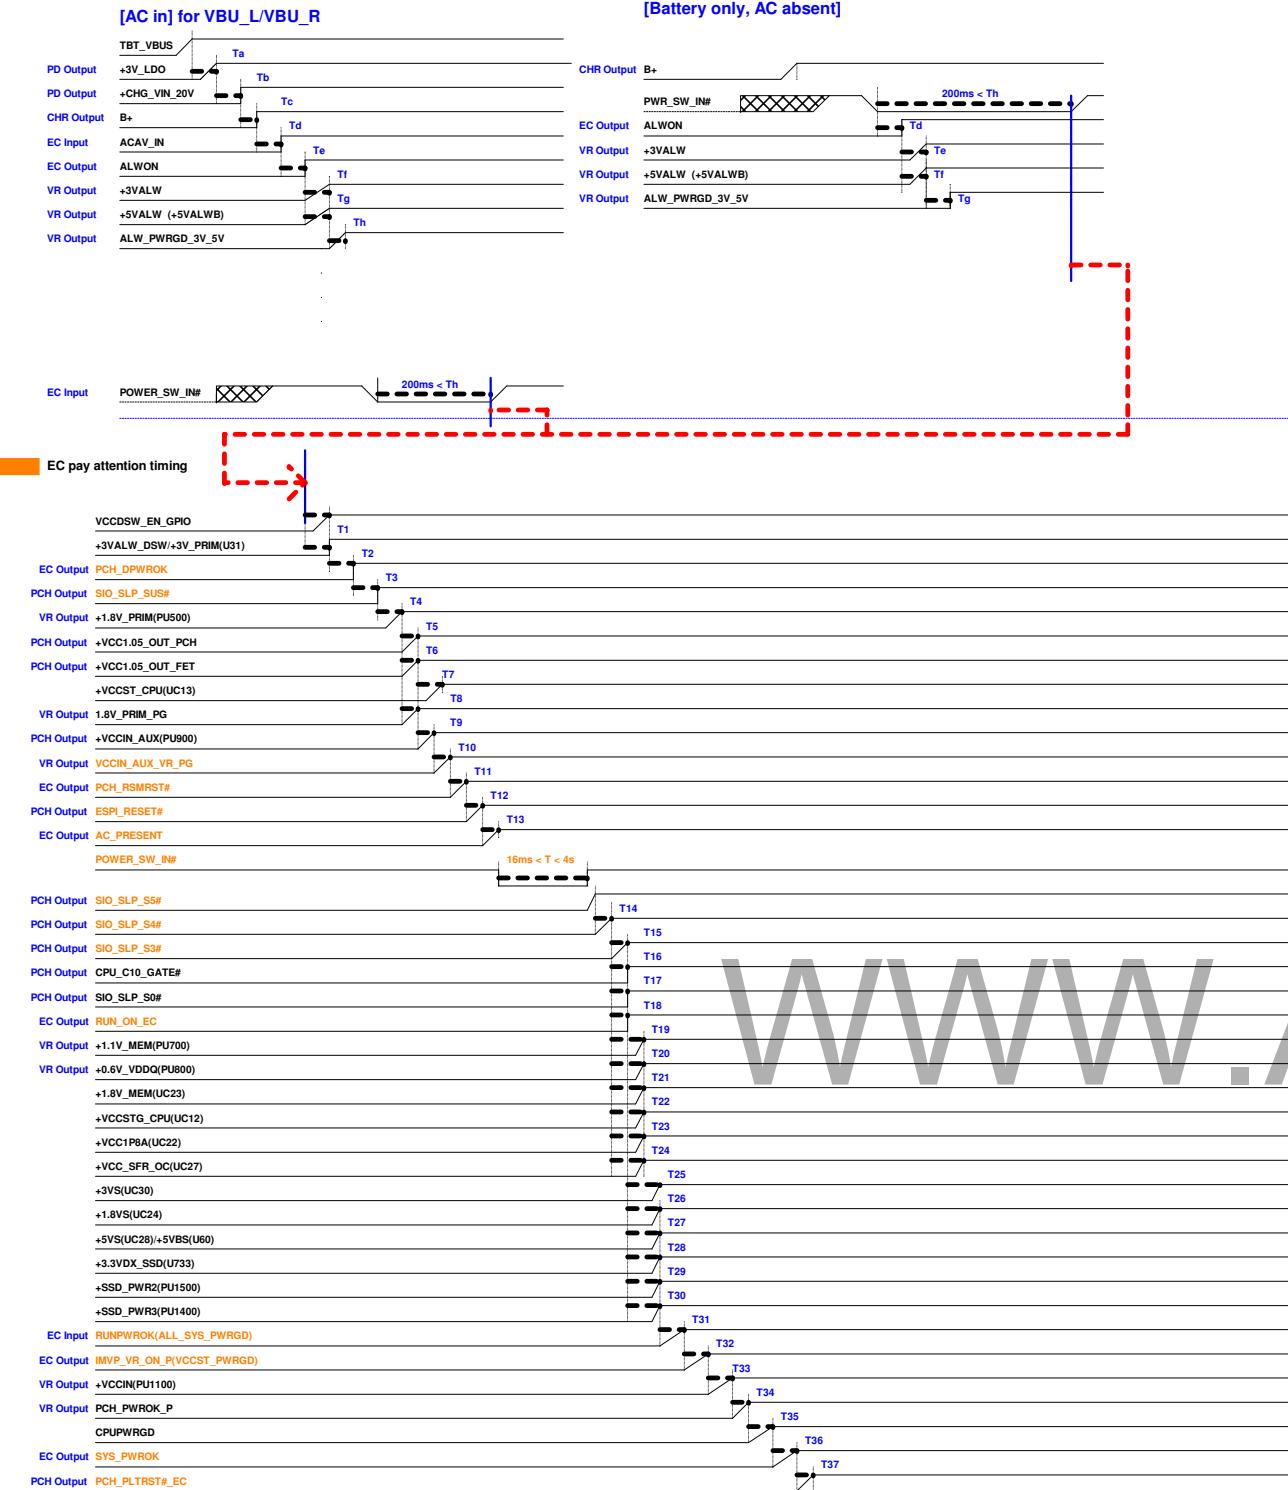 [AC in] for VBU_L/VBU_R
TBT_VBUS
Ta
PD Output +3V_LDO
Tb
PD Output +CHG_VIN_20V
Tc
CHR Output B+
Td
EC Input ACAV_IN
Te
EC Output ALWON
Tf
VR Output +3VALW
Tg
VR Output +5VALW (+5VALWB)
Th
VR Output ALW_PWRGD_3V_5V
EC Input POWER_SW_IN#
200ms < Th
[Battery only, AC absent]
CHR Output B+
200ms < Th
PWR_SW_IN#
EC Output ALWON
Td
VR Output +3VALW
Te
VR Output +5VALW (+5VALWB)
Tf
VR Output ALW_PWRGD_3V_5V
Tg
EC pay attention timing
VCCDSW_EN_GPIO
T1
+3VALW_DSW/+3V_PRIM(U31)
T2
EC Output PCH_DPWROK
T3
PCH Output SIO_SLP_SUS#
T4
VR Output +1.8V_PRIM(PU500)
T5
PCH Output +VCC1.05_OUT_PCH
T6
PCH Output +VCC1.05_OUT_FET
T7
+VCCST_CPU(UC13)
T8
VR Output 1.8V_PRIM_PG
T9
PCH Output +VCCIN_AUX(PU900)
T10
VR Output VCCIN_AUX_VR_PG
T11
EC Output PCH_RSMRST#
T12
PCH Output ESPI_RESET#
T13
EC Output AC_PRESENT
POWER_SW_IN#
16ms < T < 4s
PCH Output SIO_SLP_S5#
T14
PCH Output SIO_SLP_S4#
T15
PCH Output SIO_SLP_S3#
T16
PCH Output CPU_C10_GATE#
T17
PCH Output SIO_SLP_S0#
T18
EC Output RUN_ON_EC
T19
VR Output +1.1V_MEM(PU700)
T20
VR Output +0.6V_VDDQ(PU800)
T21
+1.8V_MEM(UC23)
T22
+VCCSTG_CPU(UC12)
T23
+VCC1P8A(UC22)
T24
+VCC_SFR_OC(UC27)
T25
+3VS(UC30)
T26
+1.8VS(UC24)
T27
+5VS(UC28)/+5VBS(U60)
T28
+3.3VDX_SSD(U733)
T29
+SSD_PWR2(PU1500)
T30
+SSD_PWR3(PU1400)
T31
EC Input RUNPWROK(ALL_SYS_PWRGD)
T32
EC Output IMVP_VR_ON_P(VCCST_PWRGD)
T33
VR Output +VCCIN(PU1100)
T34
VR Output PCH_PWROK_P
T35
CPUPWRGD
T36
EC Output SYS_PWROK
T37
PCH Output PCH_PLTRST#_EC
WWW.